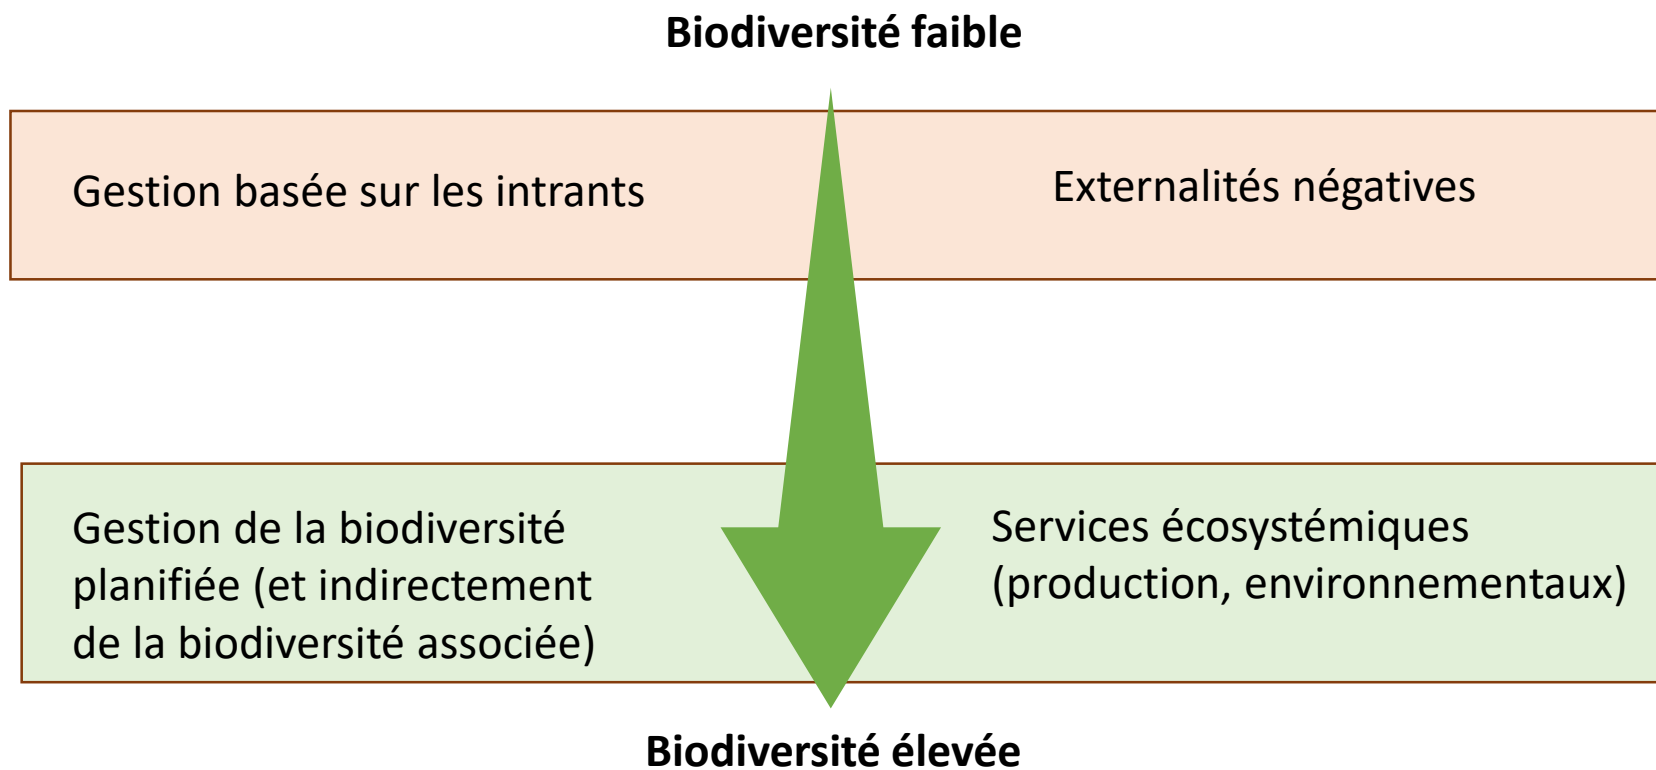 Biodiversité faible
Gestion basée sur les intrants
Externalités négatives
Gestion de la biodiversité
planifiée (et indirectement
de la biodiversité associée)
Services écosystémiques
(production, environnementaux)
Biodiversité élevée